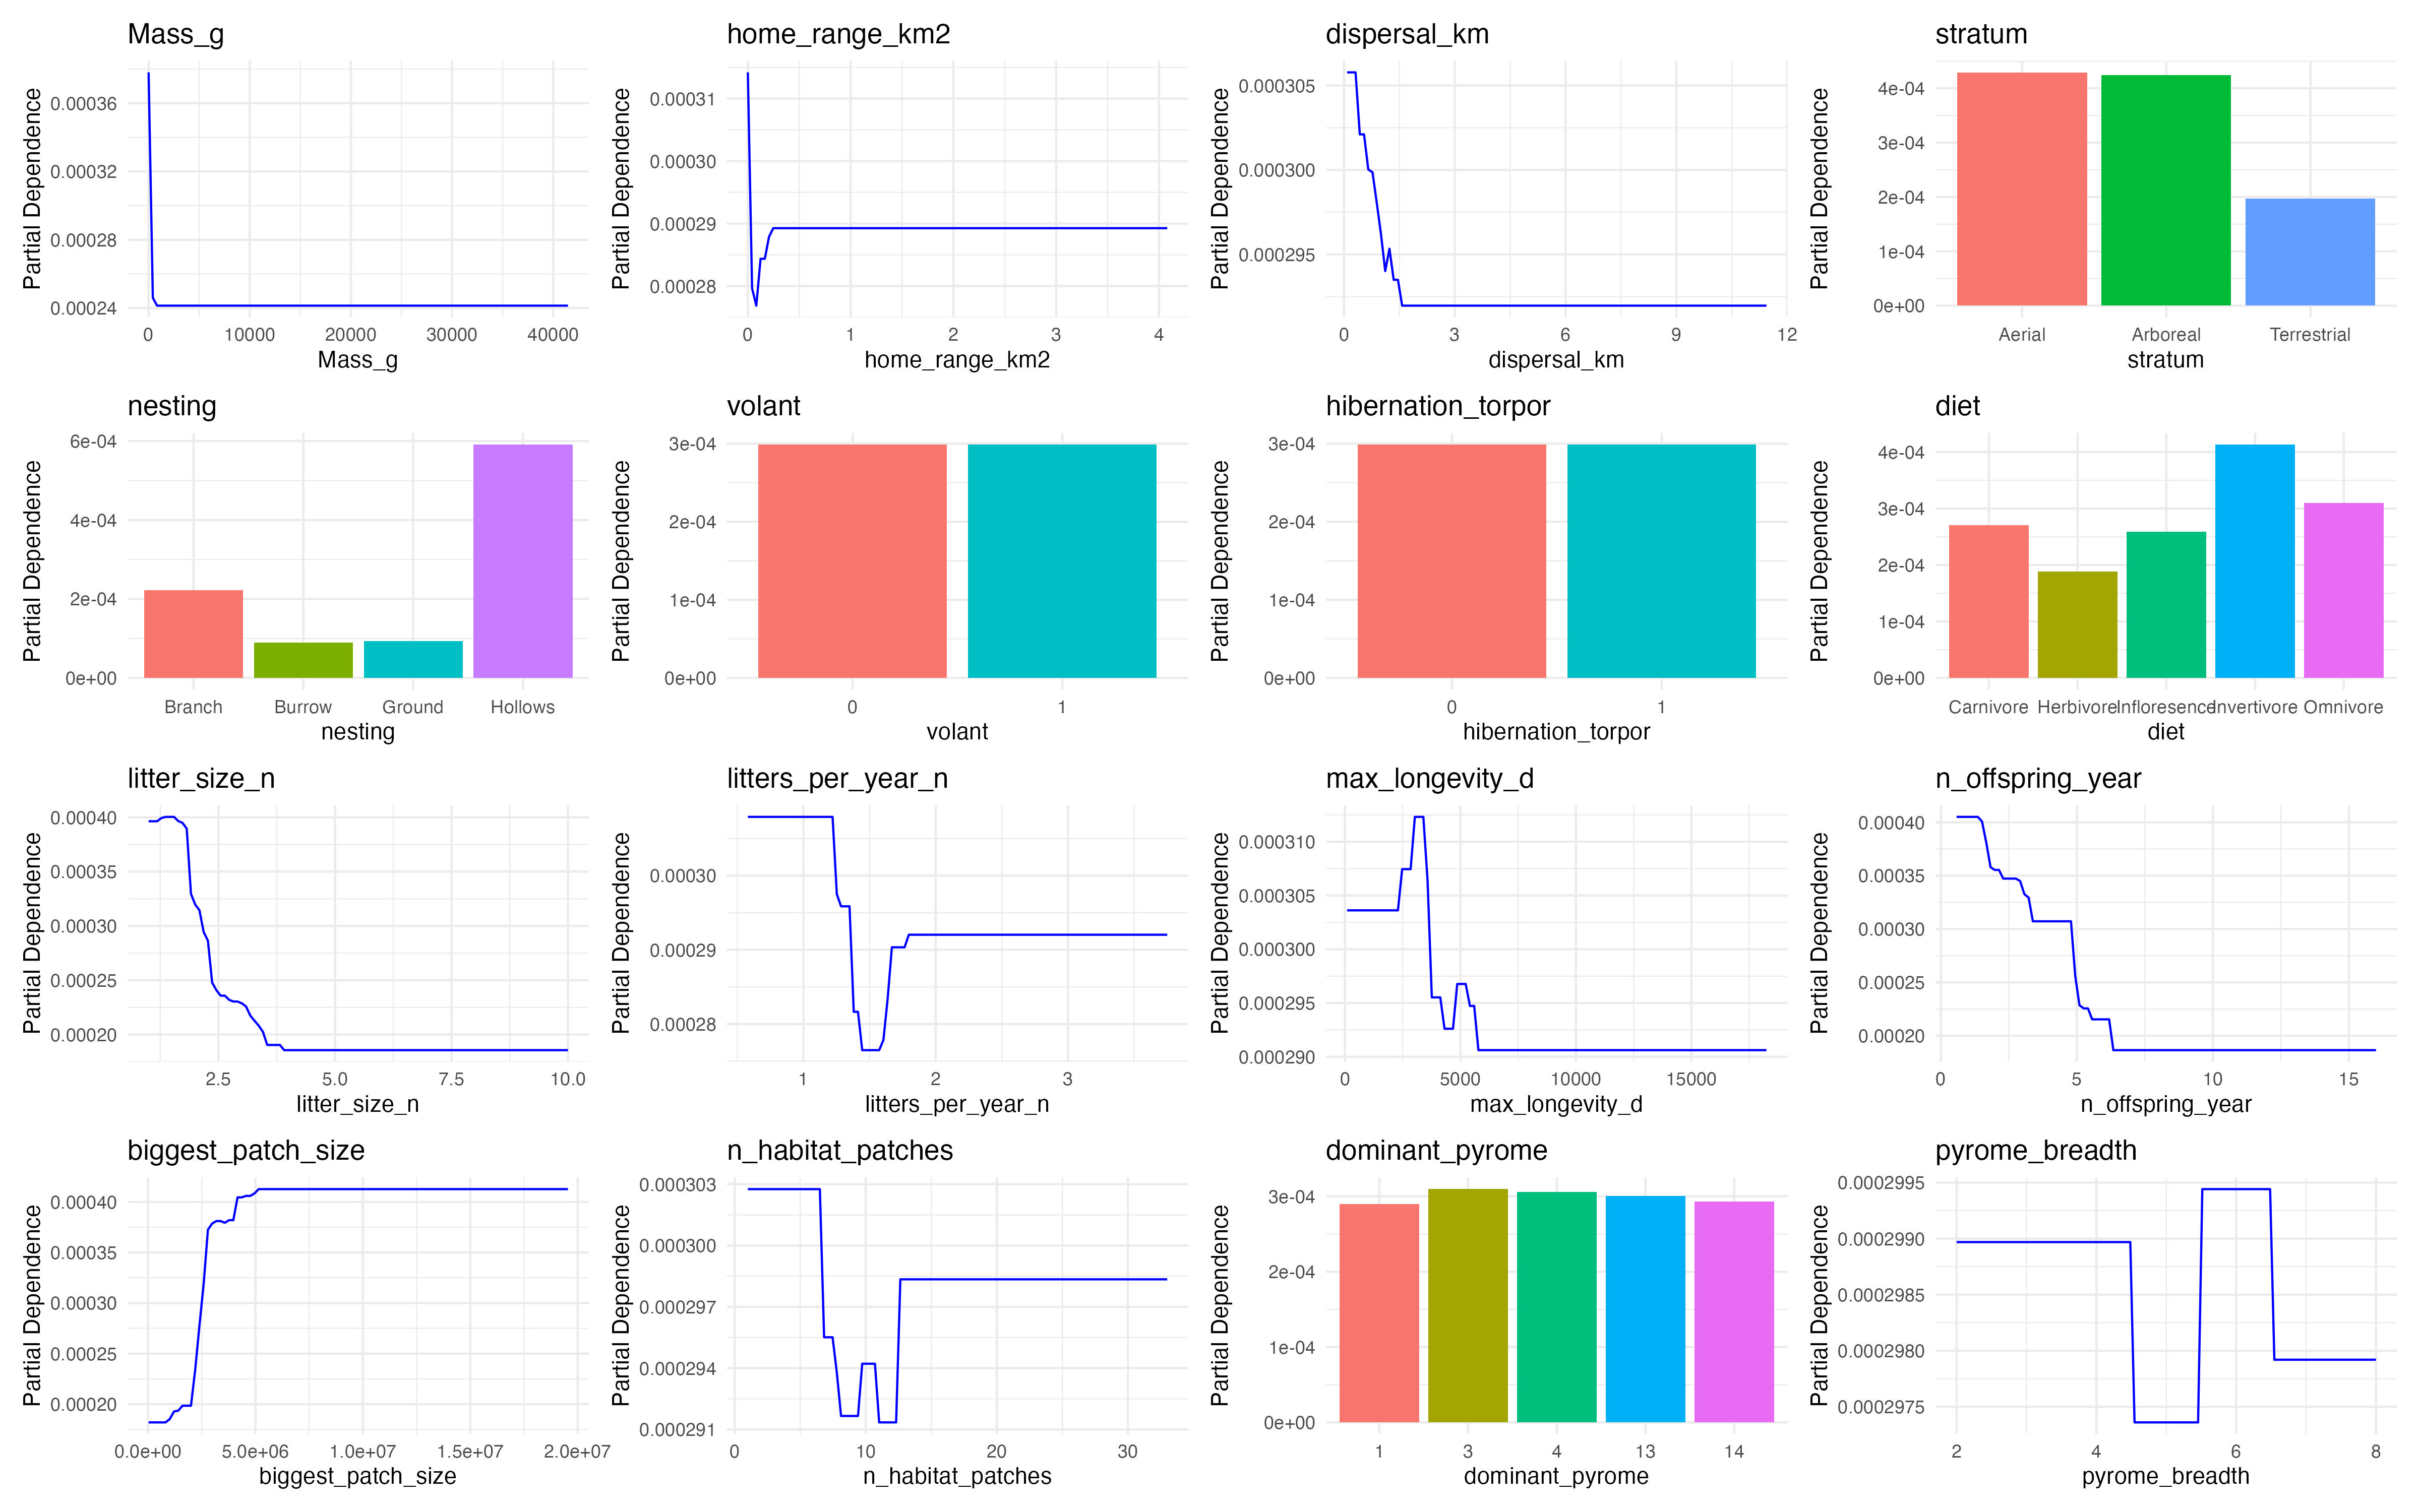 Mass_g
Partial Dependence
0.00036
0.00032
0.00028
0.00024
0 10000 20000 30000 40000
Mass_g
home_range_km2
Partial Dependence
0.00031
0.00030
0.00029
0.00028
0 1 2 3 4
home_range_km2
dispersal_km
Partial Dependence
0.000305
0.000300
0.000295
0 3 6 9 12
dispersal_km
stratum
Partial Dependence
4e-04
3e-04
2e-04
1e-04
0e+00
Aerial Arboreal Terrestrial
stratum
nesting
Partial Dependence
6e-04
4e-04
2e-04
0e+00
Branch Burrow Ground Hollows
nesting
volant
Partial Dependence
3e-04
2e-04
1e-04
0e+00
0 1
volant
hibernation_torpor
Partial Dependence
3e-04
2e-04
1e-04
0e+00
0 1
hibernation_torpor
diet
Partial Dependence
4e-04
3e-04
2e-04
1e-04
0e+00
Carnivore Herbivore Infloresence Invertivore Omnivore
diet
litter_size_n
Partial Dependence
0.00040
0.00035
0.00030
0.00025
0.00020
2.5 5.0 7.5 10.0
litter_size_n
litters_per_year_n
Partial Dependence
0.00030
0.00029
0.00028
1 2 3
litters_per_year_n
max_longevity_d
Partial Dependence
0.000310
0.000305
0.000300
0.000295
0.000290
0 5000 10000 15000
max_longevity_d
n_offspring_year
Partial Dependence
0.00040
0.00035
0.00030
0.00025
0.00020
0 5 10 15
n_offspring_year
biggest_patch_size
Partial Dependence
0.00040
0.00035
0.00030
0.00025
0.00020
0.0e+00 5.0e+06 1.0e+07 1.5e+07 2.0e+07
biggest_patch_size
n_habitat_patches
Partial Dependence
0.000303
0.000300
0.000297
0.000294
0.000291
0 10 20 30
n_habitat_patches
dominant_pyrome
Partial Dependence
3e-04
2e-04
1e-04
0e+00
1 3 4 13 14
dominant_pyrome
pyrome_breadth
Partial Dependence
0.0002995
0.0002990
0.0002985
0.0002980
0.0002975
2 4 6 8
pyrome_breadth